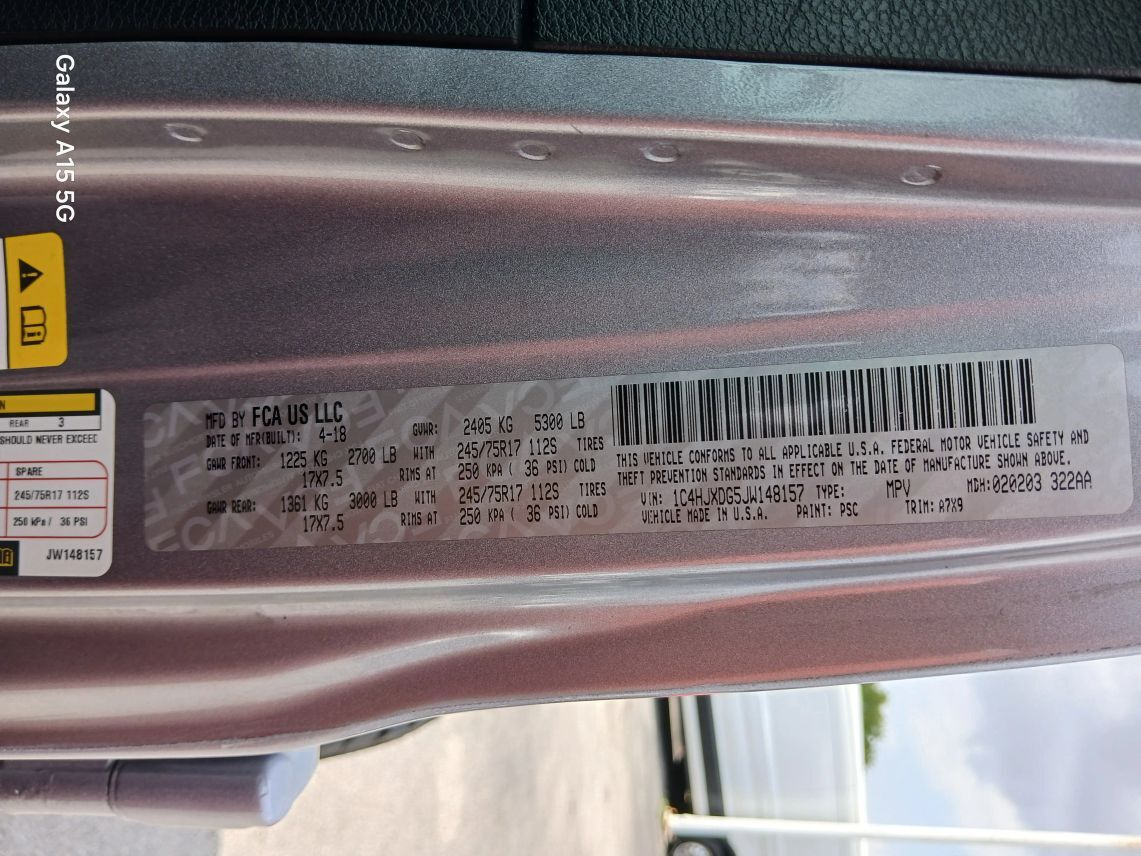 Galaxy A15 5G
N
REAR 3
SHOULD NEVER EXCEED
SPARE
245/75R17 112S
250 kPa / 36 PSI
JW148157
MFD BY FCA US LLC
DATE OF MFR(BUILT): 4-18 GVWR: 2405 KG 5300 LB
GAWR FRONT: 1225 KG 2700 LB WITH 245/75R17 112S TIRES
17X7.5 RIMS AT 250 KPA ( 36 PSI) COLD
GAWR REAR: 1361 KG 3000 LB WITH 245/75R17 112S TIRES
17X7.5 RIMS AT 250 KPA ( 36 PSI) COLD
THIS VEHICLE CONFORMS TO ALL APPLICABLE U.S.A. FEDERAL MOTOR VEHICLE SAFETY AND
THEFT PREVENTION STANDARDS IN EFFECT ON THE DATE OF MANUFACTURE SHOWN ABOVE.
VIN: 1C4HJXDG5JW148157 TYPE: MPV MDH: 020203 322AA
VEHICLE MADE IN U.S.A. PAINT: PSC TRIM: A7X9